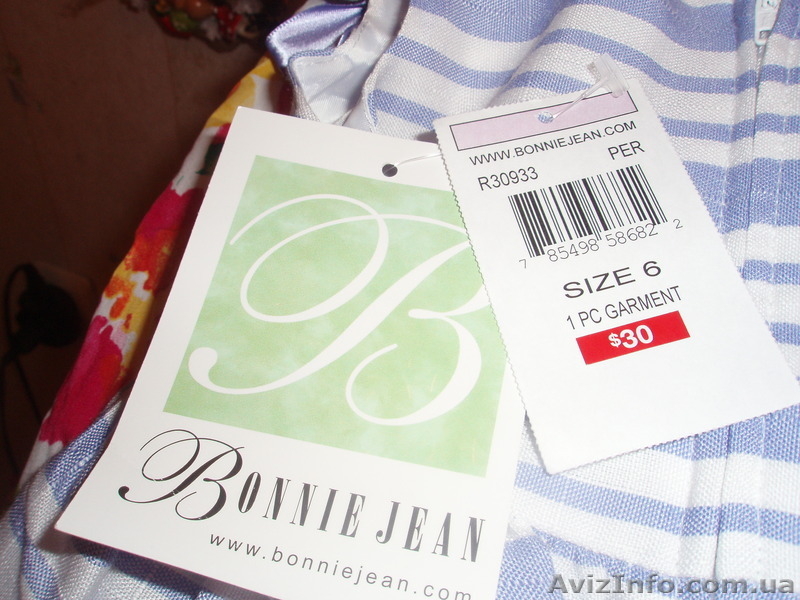 B
BONNIE JEAN
www.bonniejean.com
WWW.BONNIEJEAN.COM
R30933 PER
7 85498 58682 2
SIZE 6
1 PC GARMENT
$30
AvizInfo.com.ua